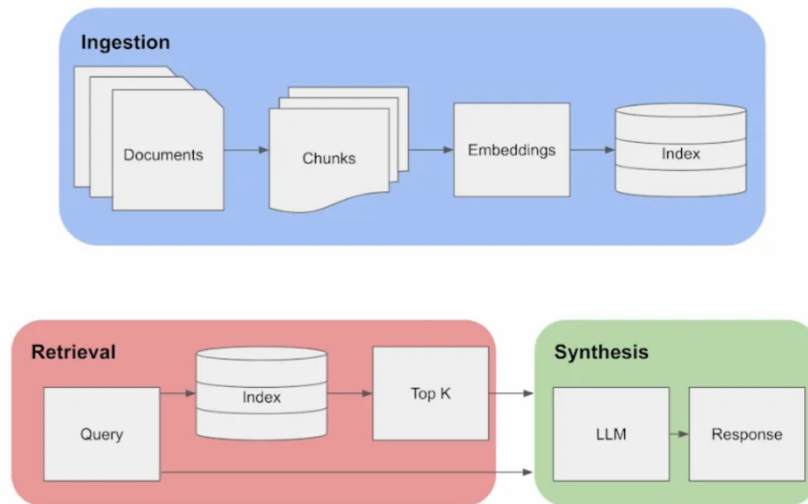 Ingestion
Documents
Chunks
Embeddings
Index
Retrieval
Query
Index
Top K
Synthesis
LLM
Response